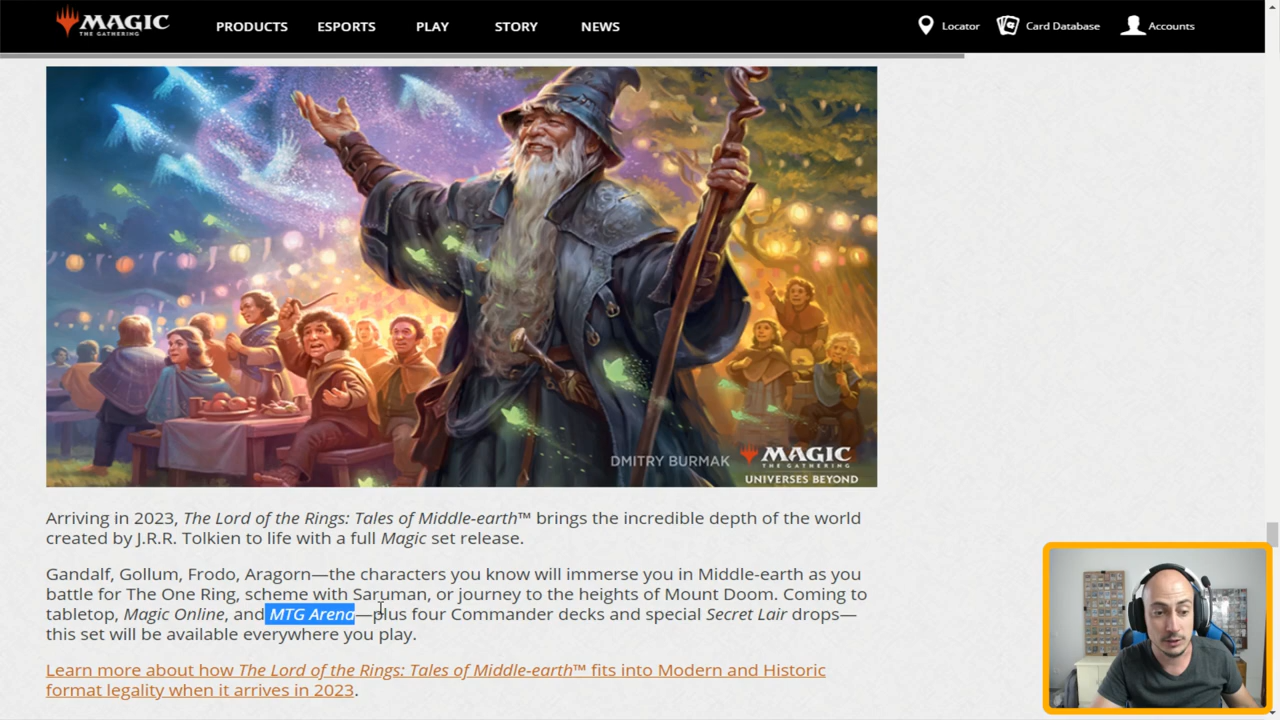 MAGIC
THE GATHERING
PRODUCTS
ESPORTS
PLAY
STORY
NEWS
Locator
Card Database
Accounts
DMITRY BURMAK
MAGIC
THE GATHERING
UNIVERSES BEYOND
Arriving in 2023, The Lord of the Rings: Tales of Middle-earth™ brings the incredible depth of the world
created by J.R.R. Tolkien to life with a full Magic set release.
Gandalf, Gollum, Frodo, Aragorn—the characters you know will immerse you in Middle-earth as you
battle for The One Ring, scheme with Saruman, or journey to the heights of Mount Doom. Coming to
tabletop, Magic Online, and MTG Arena—plus four Commander decks and special Secret Lair drops—
this set will be available everywhere you play.
Learn more about how The Lord of the Rings: Tales of Middle-earth™ fits into Modern and Historic
format legality when it arrives in 2023.